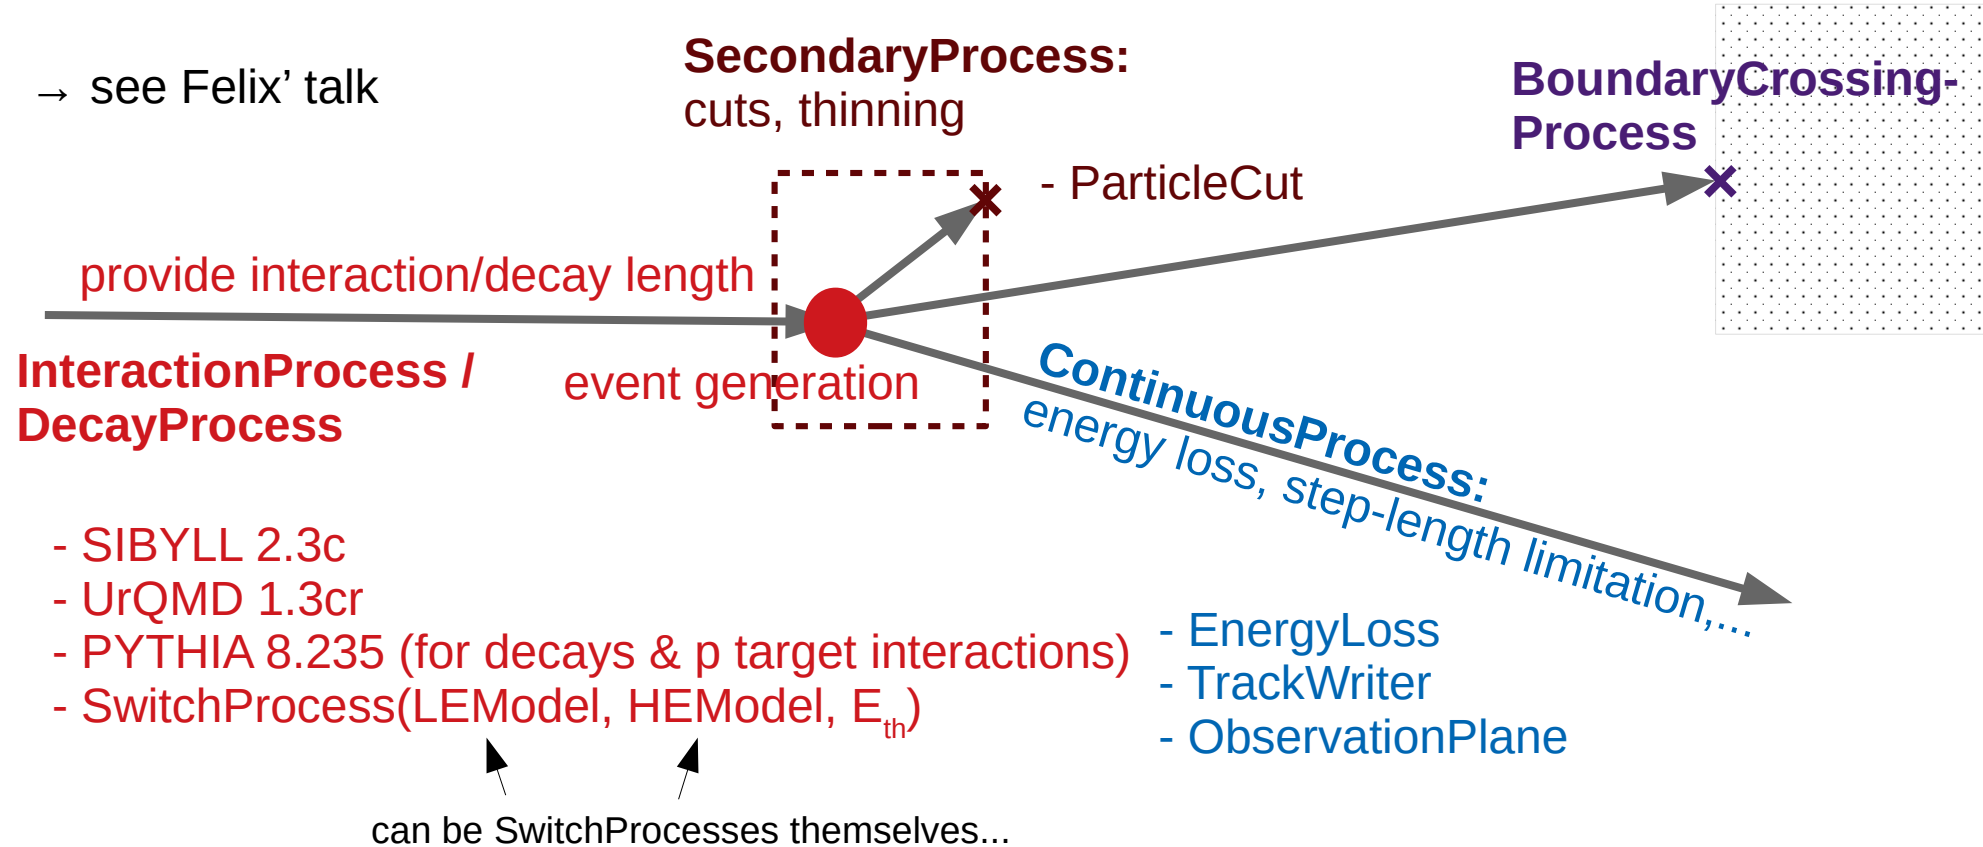 → see Felix’ talk
SecondaryProcess:
cuts, thinning
BoundaryCrossing-
Process
- ParticleCut
provide interaction/decay length
InteractionProcess /
DecayProcess
event generation
ContinuousProcess:
energy loss, step-length limitation,...
- SIBYLL 2.3c
- UrQMD 1.3cr
- PYTHIA 8.235 (for decays & p target interactions)
- SwitchProcess(LEModel, HEModel, Eth)
- EnergyLoss
- TrackWriter
- ObservationPlane
can be SwitchProcesses themselves...